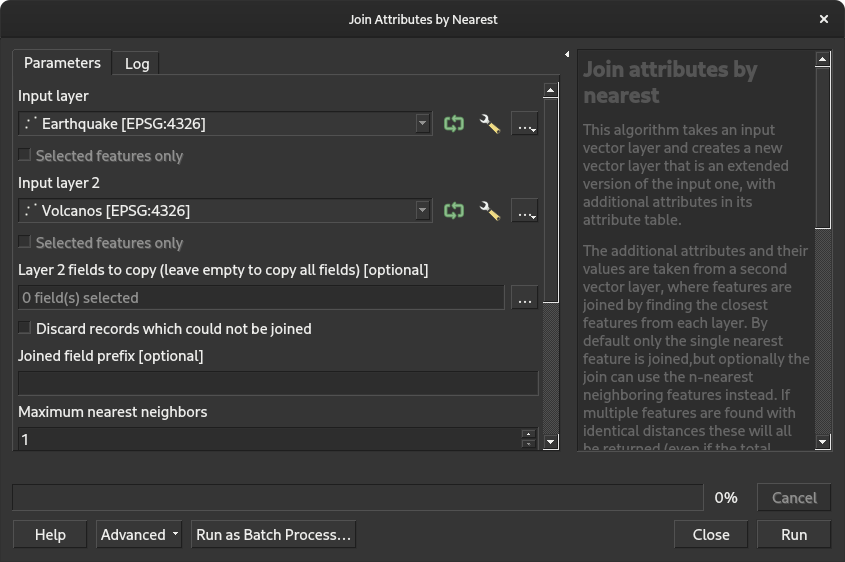 Join Attributes by Nearest
Parameters
Log
Input layer
Earthquake [EPSG:4326]
...
Selected features only
Input layer 2
Volcanos [EPSG:4326]
...
Selected features only
Layer 2 fields to copy (leave empty to copy all fields) [optional]
0 field(s) selected
...
Discard records which could not be joined
Joined field prefix [optional]
Maximum nearest neighbors
1
Join attributes by
nearest
This algorithm takes an input
vector layer and creates a new
vector layer that is an extended
version of the input one, with
additional attributes in its
attribute table.
The additional attributes and their
values are taken from a second
vector layer, where features are
joined by finding the closest
features from each layer. By
default only the single nearest
feature is joined,but optionally the
join can use the n-nearest
neighboring features instead. If
multiple features are found with
identical distances these will all
be returned (even if the total
0%
Cancel
Help
Advanced
Run as Batch Process...
Close
Run